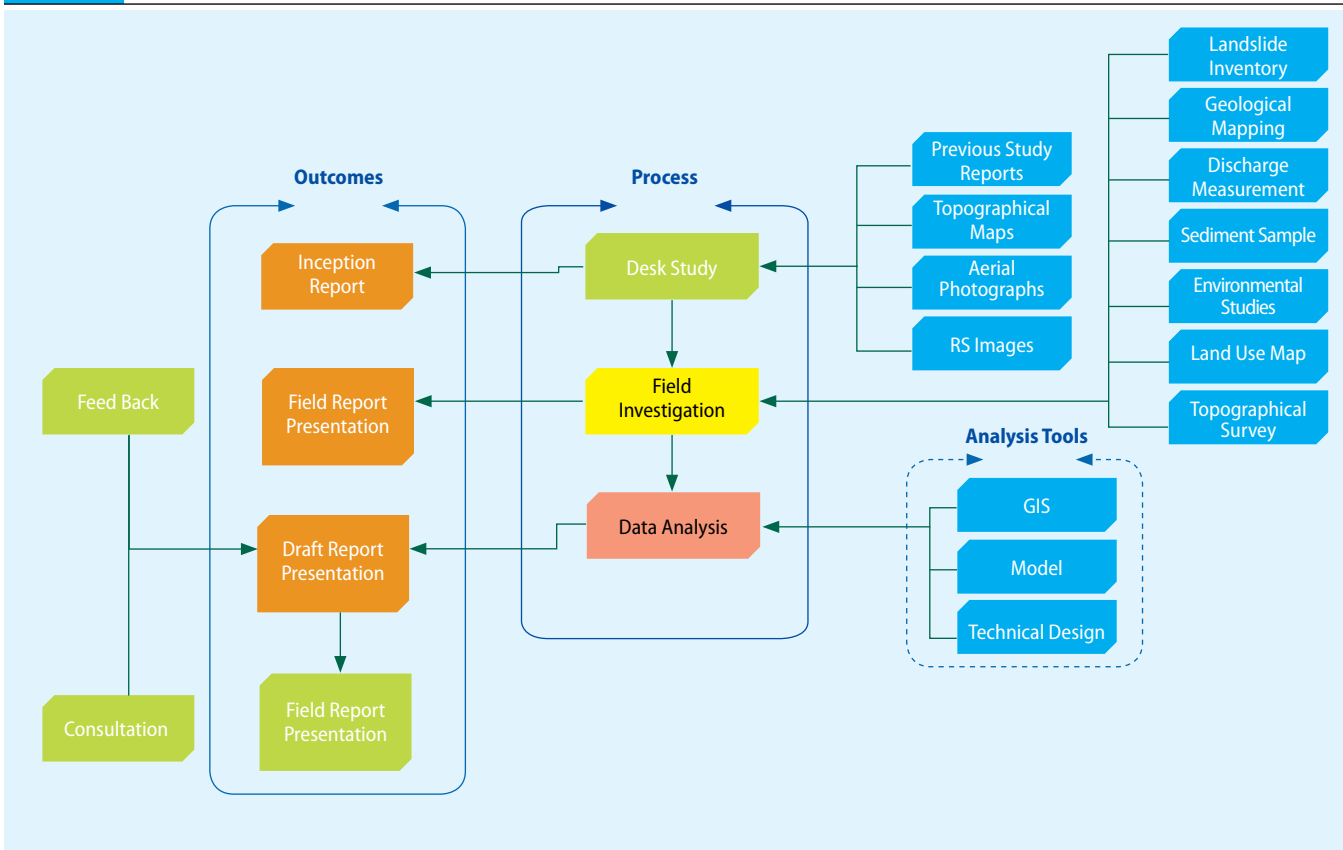 Outcomes
Inception
Report
Field Report
Presentation
Draft Report
Presentation
Field Report
Presentation
Feed Back
Consultation
Process
Desk Study
Field
Investigation
Data Analysis
Previous Study
Reports
Topographical
Maps
Aerial
Photographs
RS Images
Landslide
Inventory
Geological
Mapping
Discharge
Measurement
Sediment Sample
Environmental
Studies
Land Use Map
Topographical
Survey
Analysis Tools
GIS
Model
Technical Design